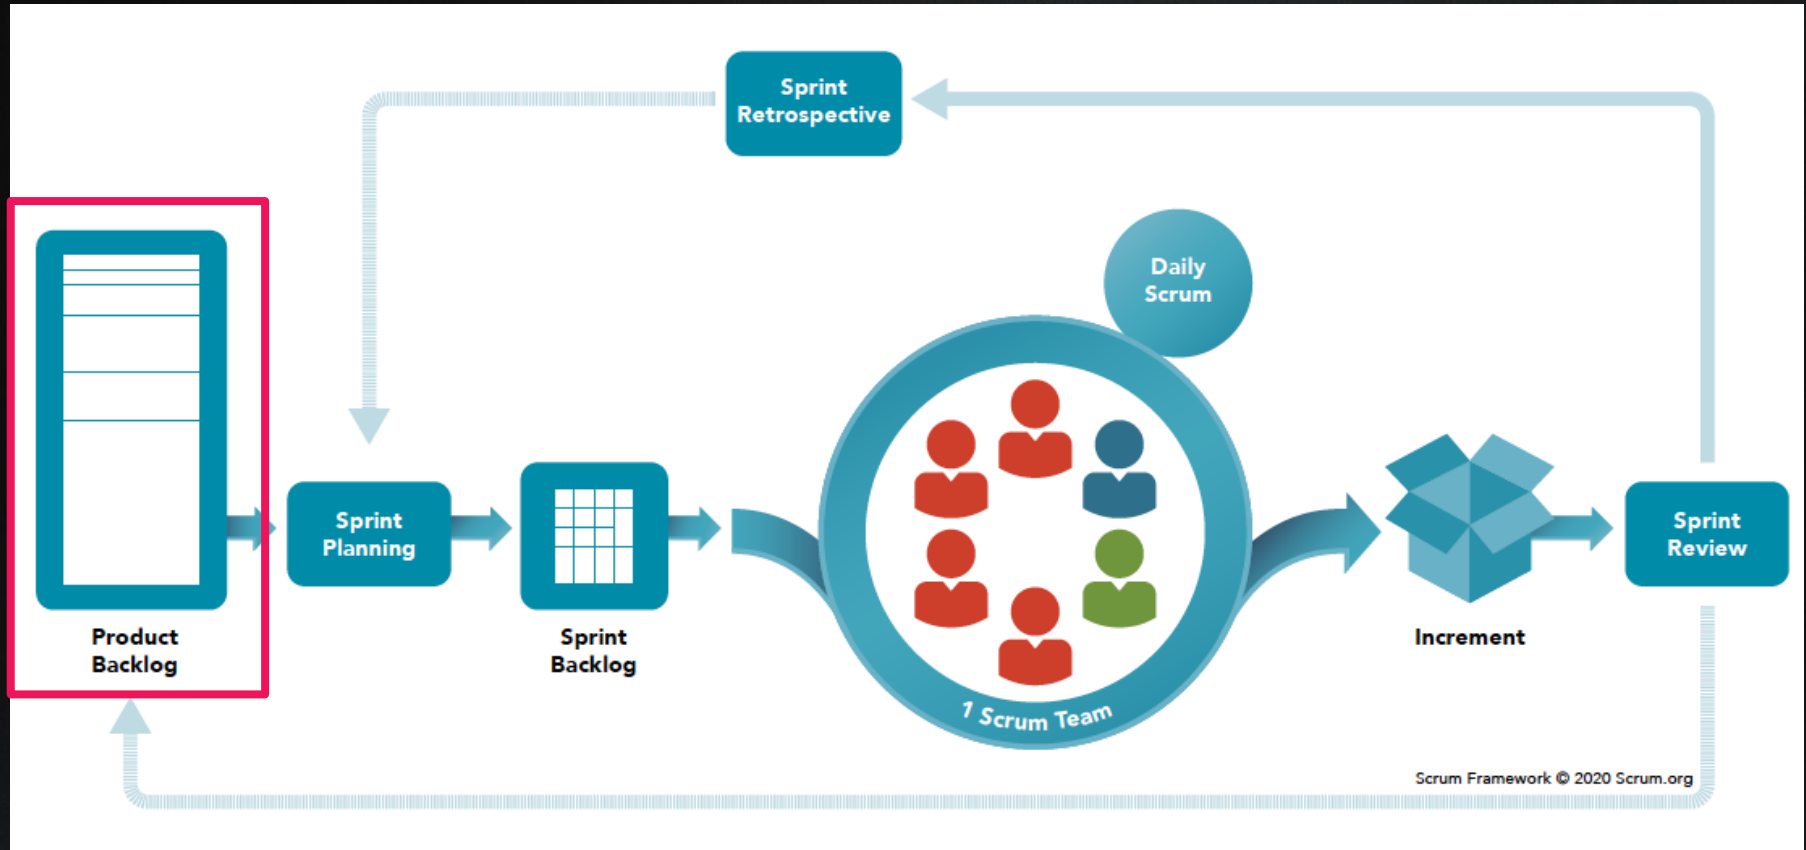 Sprint
Retrospective
Daily
Scrum
Sprint
Planning
Sprint
Review
Product
Backlog
Sprint
Backlog
Increment
1 Scrum Team
Scrum Framework © 2020 Scrum.org